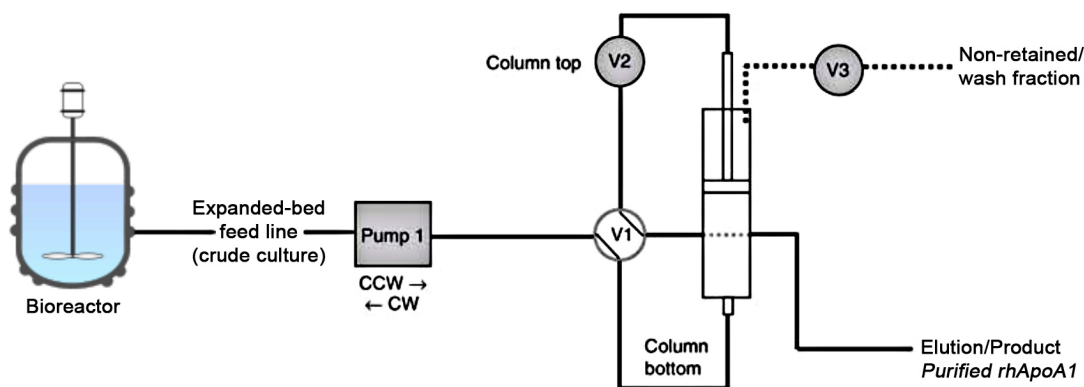 Column top
V2
V3
Non-retained/
wash fraction
Expanded-bed
feed line
(crude culture)
Pump 1
V1
CCW →
← CW
Bioreactor
Column
bottom
Elution/Product
Purified rhApoA1